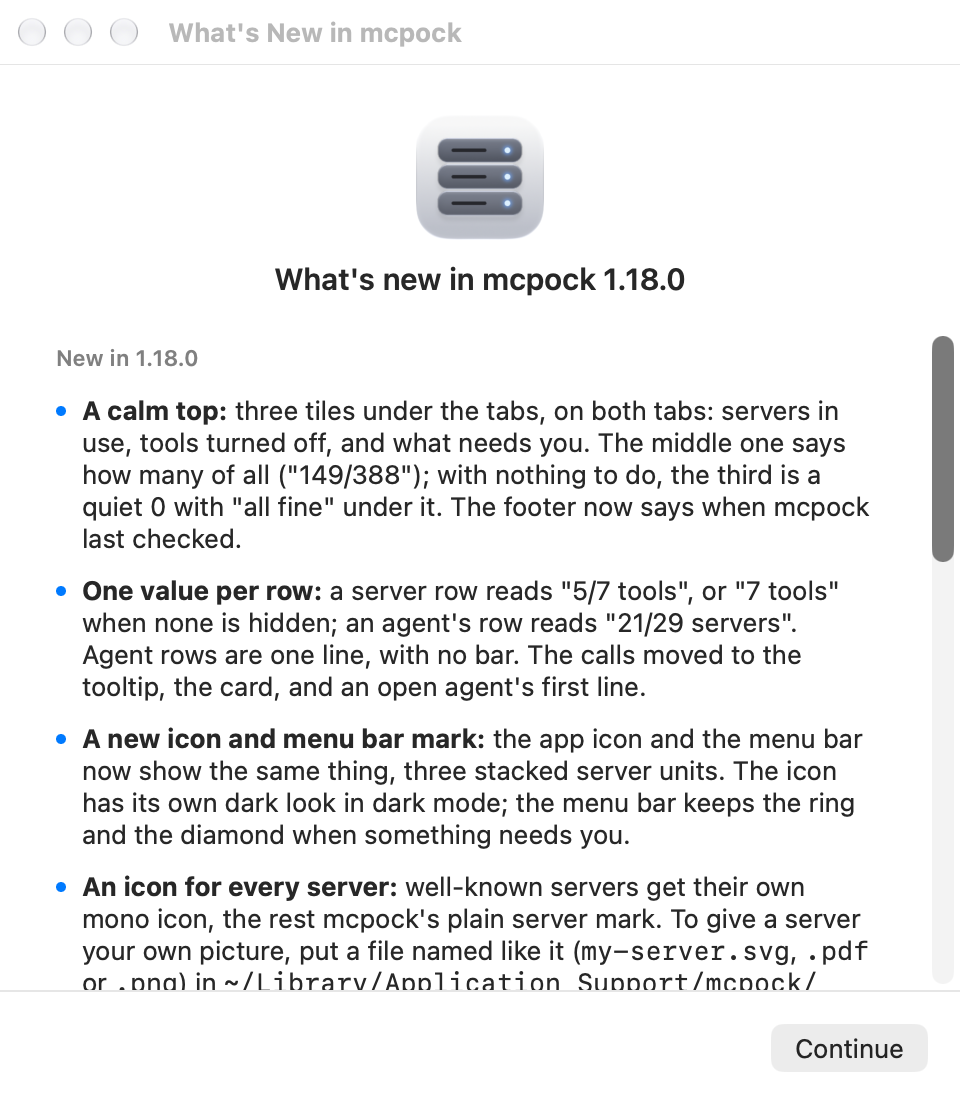 What's New in mcpock
What's new in mcpock 1.18.0
New in 1.18.0
• A calm top: three tiles under the tabs, on both tabs: servers in
use, tools turned off, and what needs you. The middle one says
how many of all ("149/388"); with nothing to do, the third is a
quiet 0 with "all fine" under it. The footer now says when mcpock
last checked.
• One value per row: a server row reads "5/7 tools", or "7 tools"
when none is hidden; an agent's row reads "21/29 servers".
Agent rows are one line, with no bar. The calls moved to the
tooltip, the card, and an open agent's first line.
• A new icon and menu bar mark: the app icon and the menu bar
now show the same thing, three stacked server units. The icon
has its own dark look in dark mode; the menu bar keeps the ring
and the diamond when something needs you.
• An icon for every server: well-known servers get their own
mono icon, the rest mcpock's plain server mark. To give a server
your own picture, put a file named like it (my-server.svg, .pdf
or .png) in ~/Library/Application Support/mcpock/
Continue